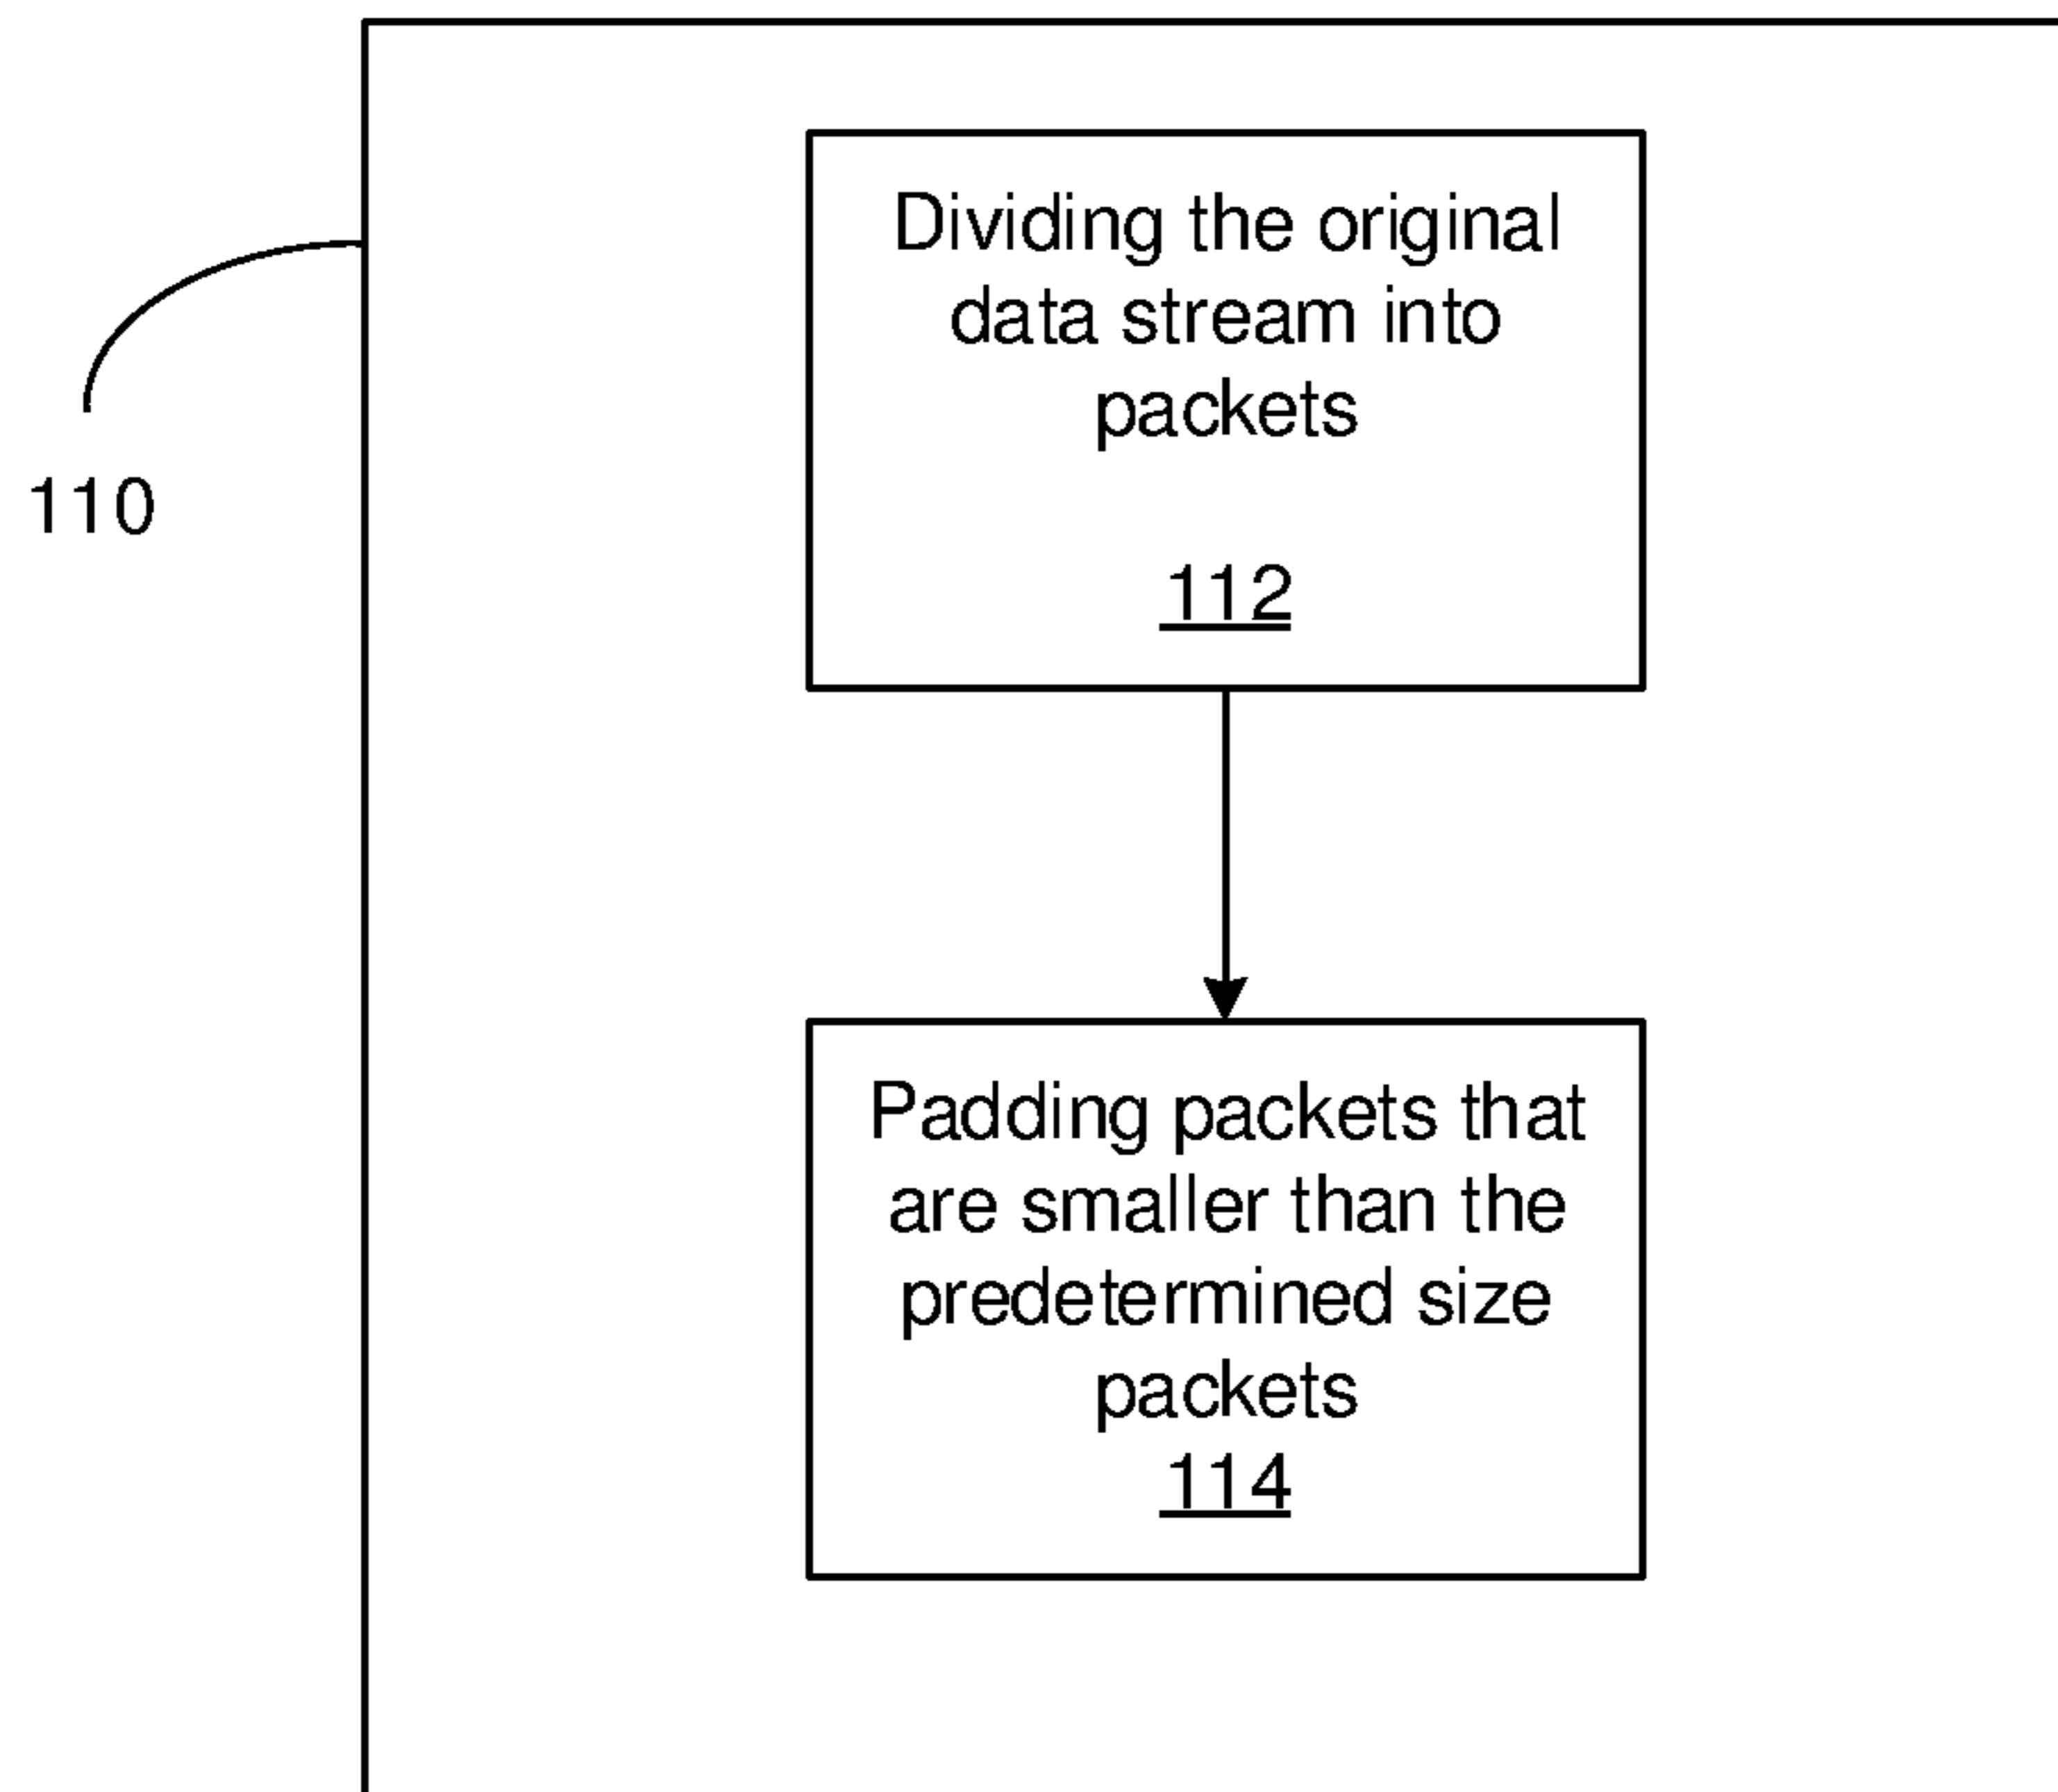 Dividing the original
data stream into
packets
112
110
Padding packets that
are smaller than the
predetermined size
packets
114